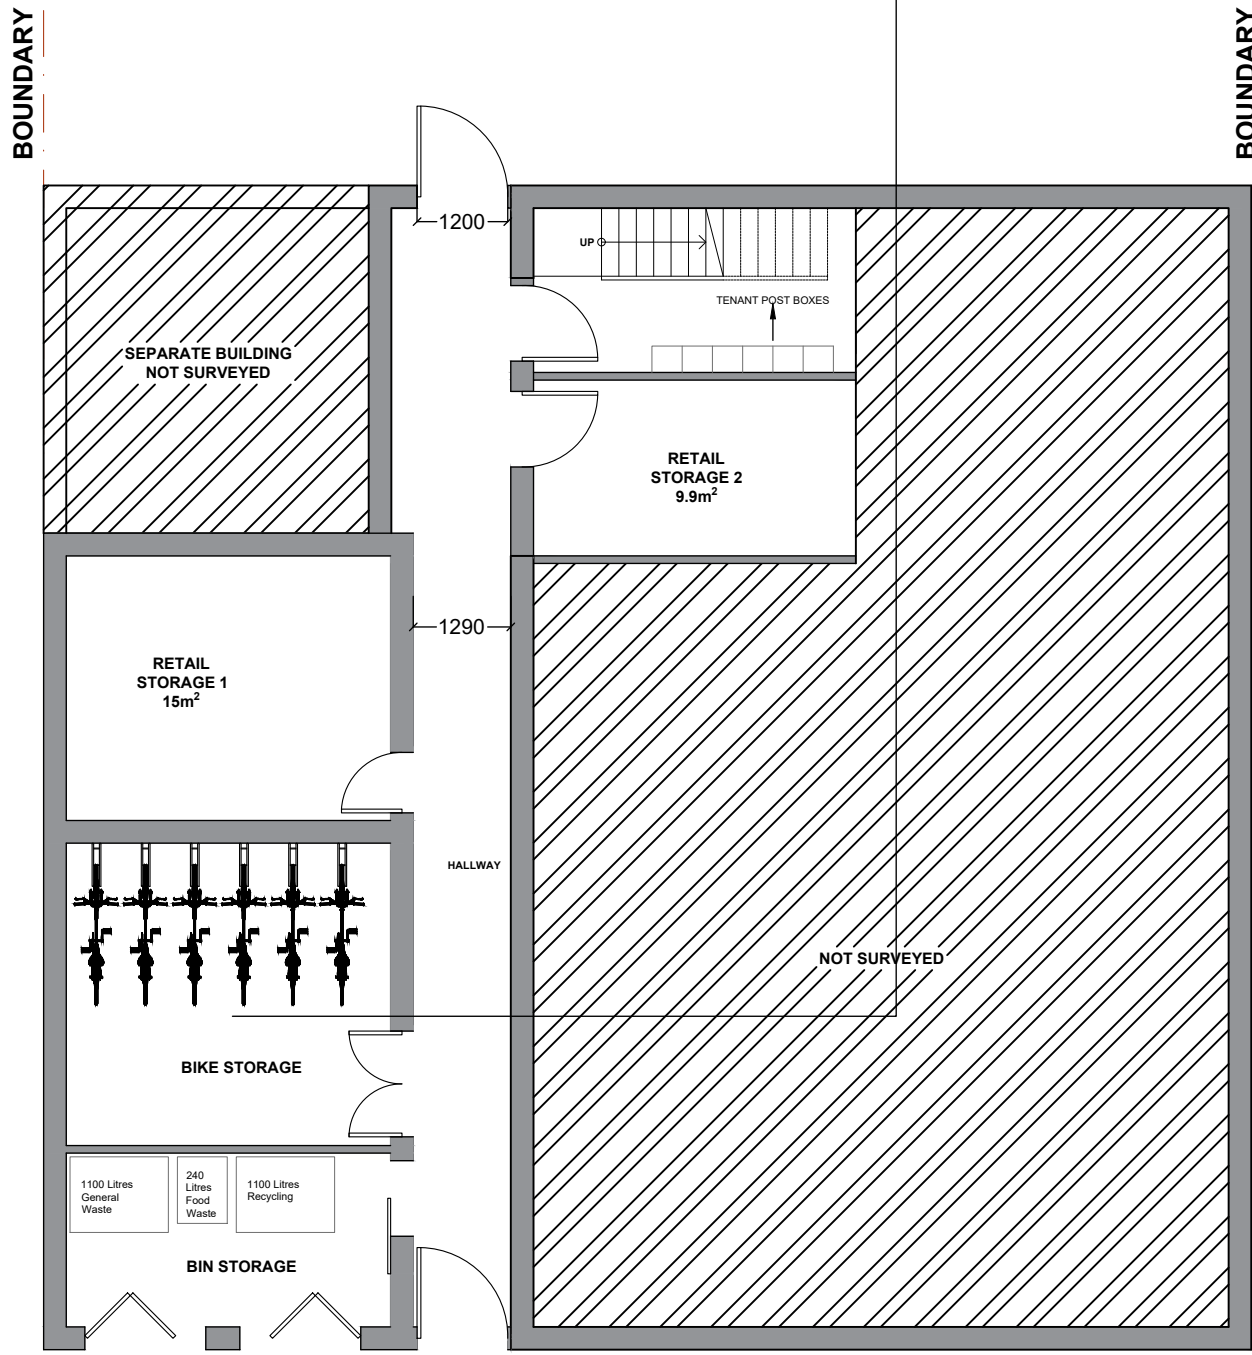 BOUNDARY
BOUNDARY
1200
UP
TENANT POST BOXES
SEPARATE BUILDING
NOT SURVEYED
RETAIL
STORAGE 2
9.9m²
1290
RETAIL
STORAGE 1
15m²
HALLWAY
NOT SURVEYED
BIKE STORAGE
1100 Litres
General
Waste
240
Litres
Food
Waste
1100 Litres
Recycling
BIN STORAGE